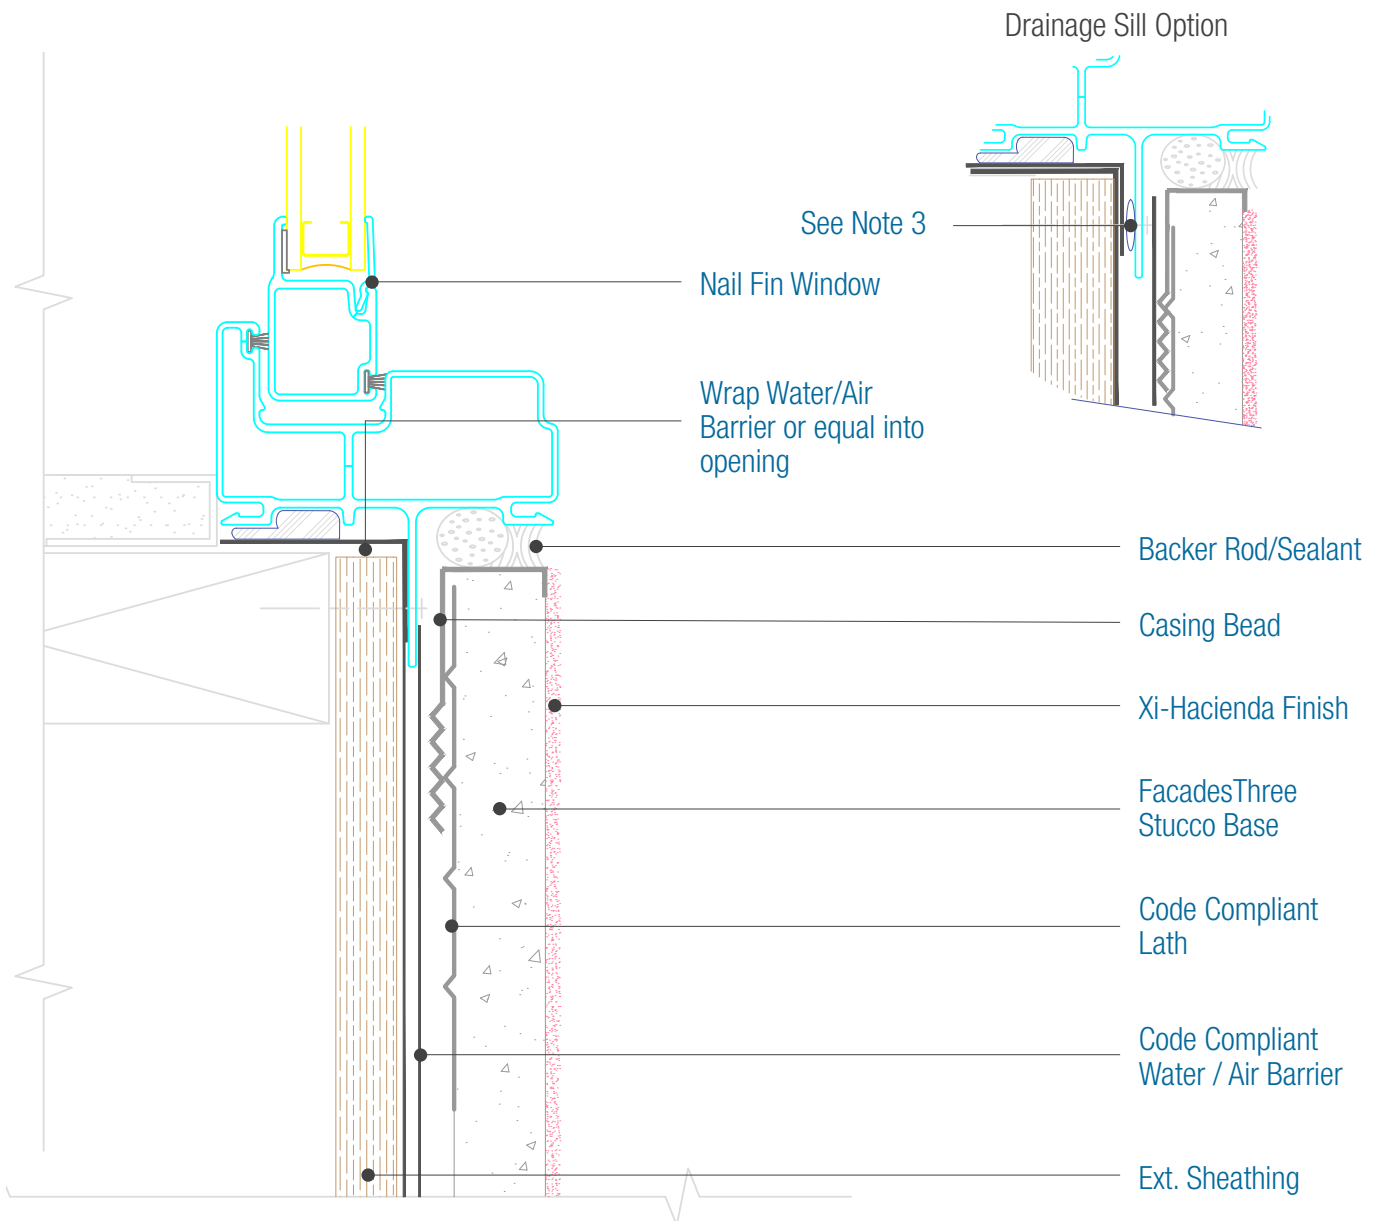 Drainage Sill Option
See Note 3
Nail Fin Window
Wrap Water/Air
Barrier or equal into
opening
Backer Rod/Sealant
Casing Bead
Xi-Hacienda Finish
FacadesThree
Stucco Base
Code Compliant
Lath
Code Compliant
Water / Air Barrier
Ext. Sheathing